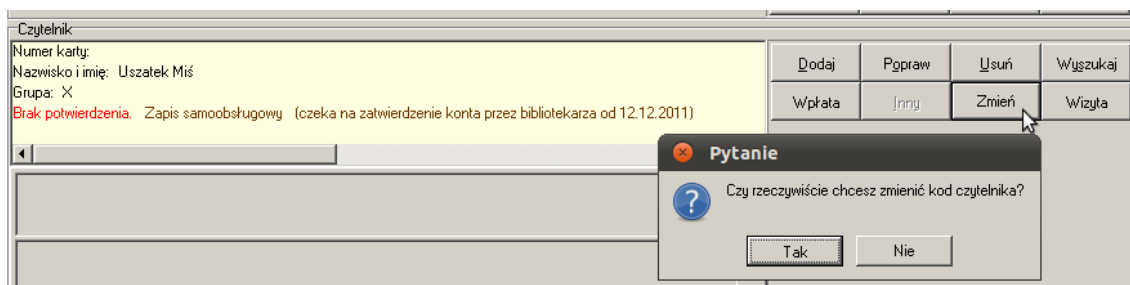 Czytelnik
Numer karty:
Nazwisko i imię: Uszatek Miś
Grupa: X
Brak potwierdzenia. Zapis samoobsługowy (czeka na zatwierdzenie konta przez bibliotekarza od 12.12.2011)
Dodaj Popraw Usuń Wyszukaj
Wpłata Inny Zmień Wizyta
Pytanie
Czy rzeczywiście chcesz zmienić kod czytelnika?
Tak Nie